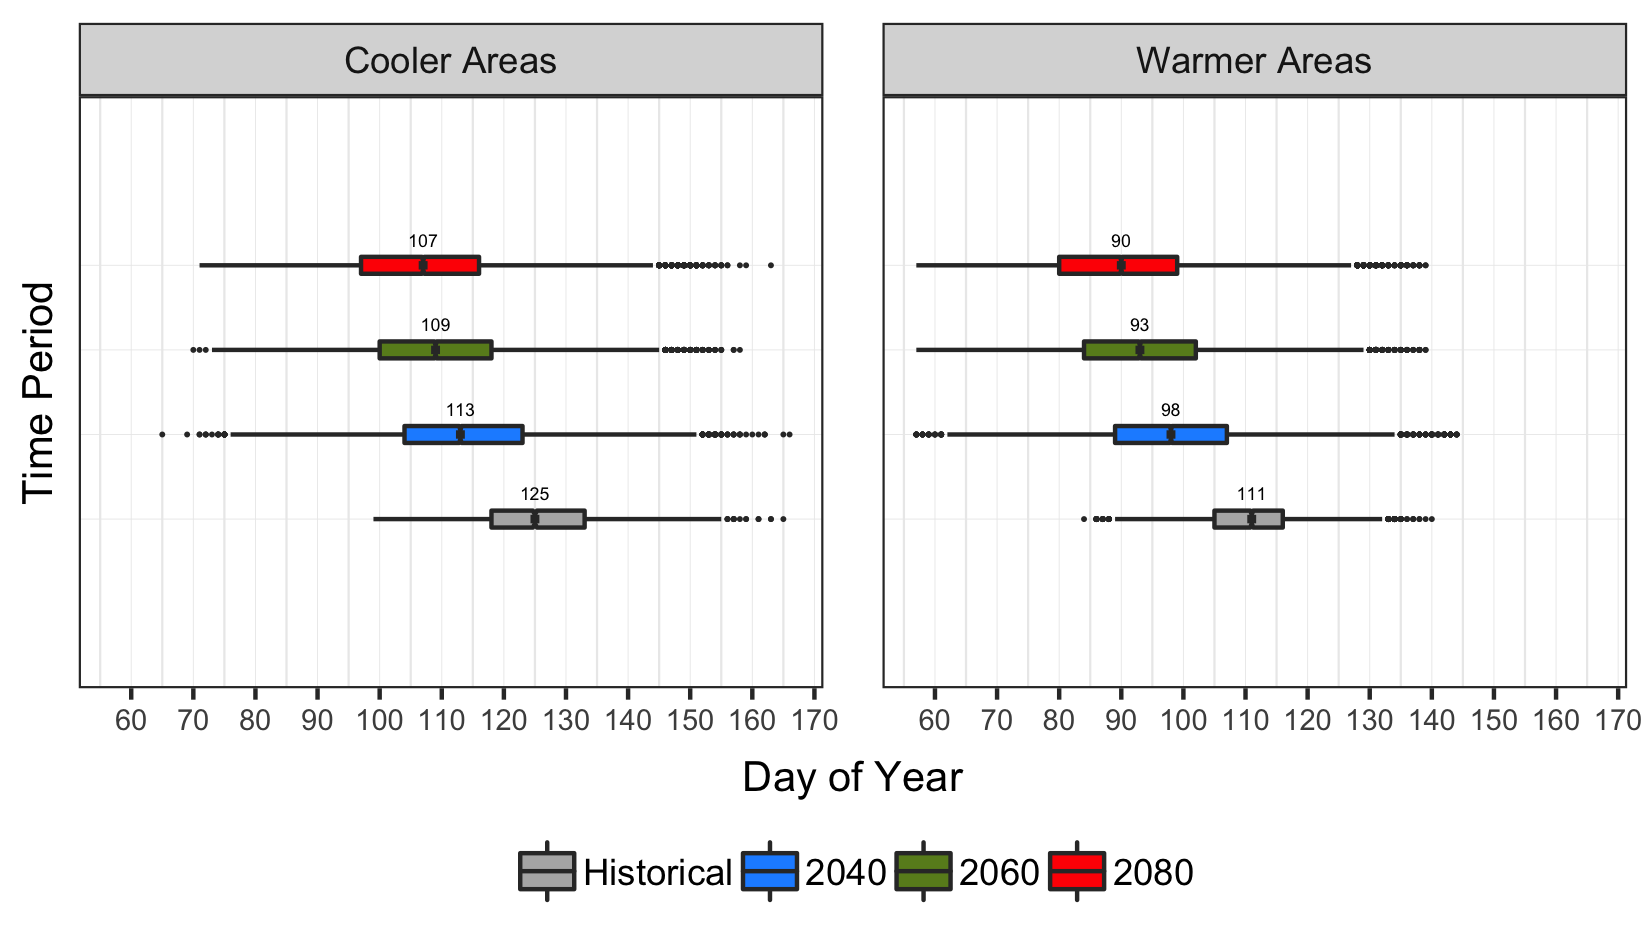 Cooler Areas
Warmer Areas
107
90
109
93
113
98
125
111
Time Period
60 70 80 90 100 110 120 130 140 150 160 170
60 70 80 90 100 110 120 130 140 150 160 170
Day of Year
Historical 2040 2060 2080